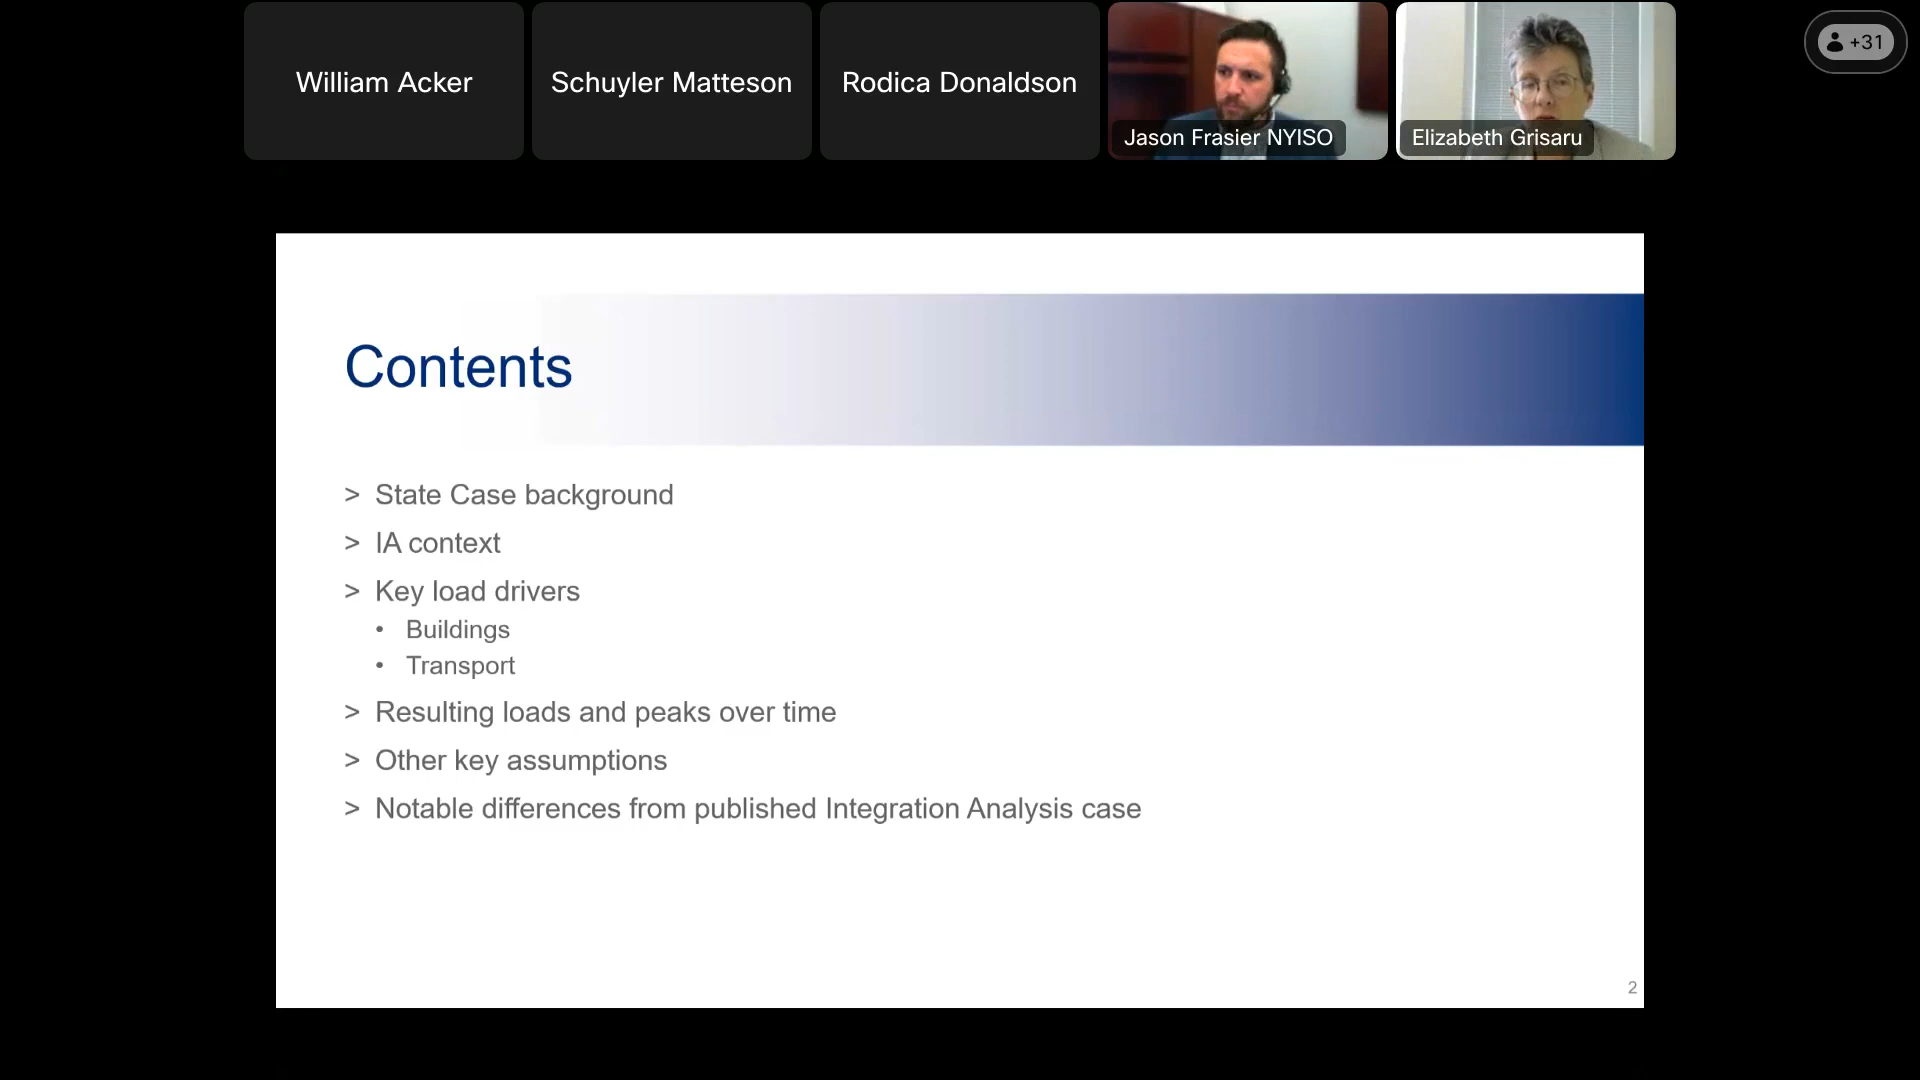 William Acker
Schuyler Matteson
Rodica Donaldson
Jason Frasier NYISO
Elizabeth Grisaru
+31
Contents
> State Case background
> IA context
> Key load drivers
• Buildings
• Transport
> Resulting loads and peaks over time
> Other key assumptions
> Notable differences from published Integration Analysis case
2